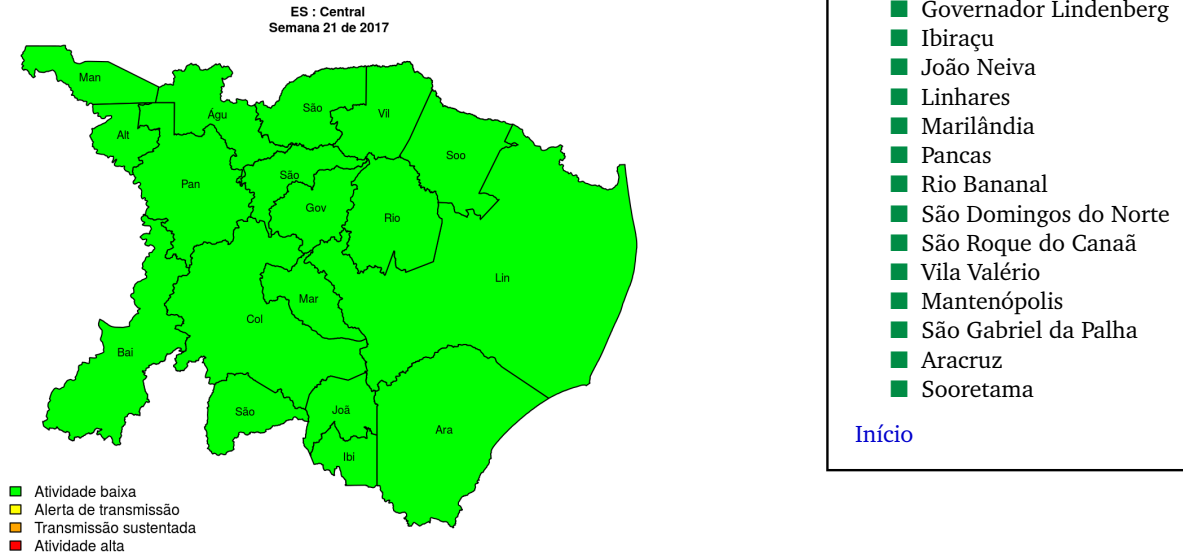 ES : Central
Semana 21 de 2017
Man
Águ
São
Vil
Alt
Soo
Pan
São
Gov
Rio
Lin
Mar
Col
Bai
São
Joã
Ara
Ibi
Atividade baixa
Alerta de transmissão
Transmissão sustentada
Atividade alta
Governador Lindenberg
Ibiraçu
João Neiva
Linhares
Marilândia
Pancas
Rio Bananal
São Domingos do Norte
São Roque do Canaã
Vila Valério
Mantenópolis
São Gabriel da Palha
Aracruz
Sooretama
Início